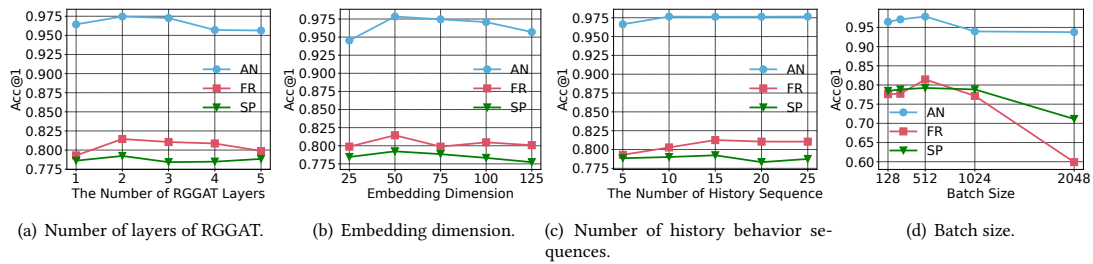 Acc@1
0.975
0.950
0.925
0.900
0.875
0.850
0.825
0.800
0.775
AN
FR
SP
1 2 3 4 5
The Number of RGGAT Layers
(a) Number of layers of RGGAT.
Acc@1
0.975
0.950
0.925
0.900
0.875
0.850
0.825
0.800
0.775
AN
FR
SP
25 50 75 100 125
Embedding Dimension
(b) Embedding dimension.
Acc@1
0.975
0.950
0.925
0.900
0.875
0.850
0.825
0.800
0.775
AN
FR
SP
5 10 15 20 25
The Number of History Sequence
(c) Number of history behavior se-
quences.
Acc@1
0.95
0.90
0.85
0.80
0.75
0.70
0.65
0.60
AN
FR
SP
128 512 1024 2048
Batch Size
(d) Batch size.